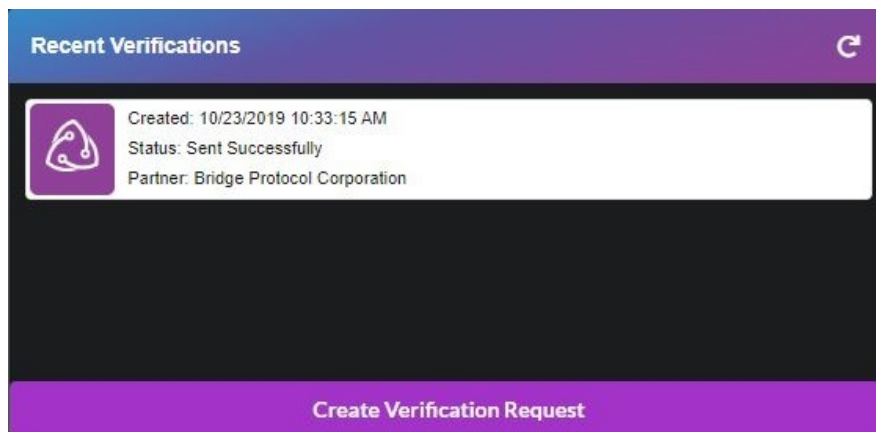 Recent Verifications
Created: 10/23/2019 10:33:15 AM
Status: Sent Successfully
Partner: Bridge Protocol Corporation
Create Verification Request